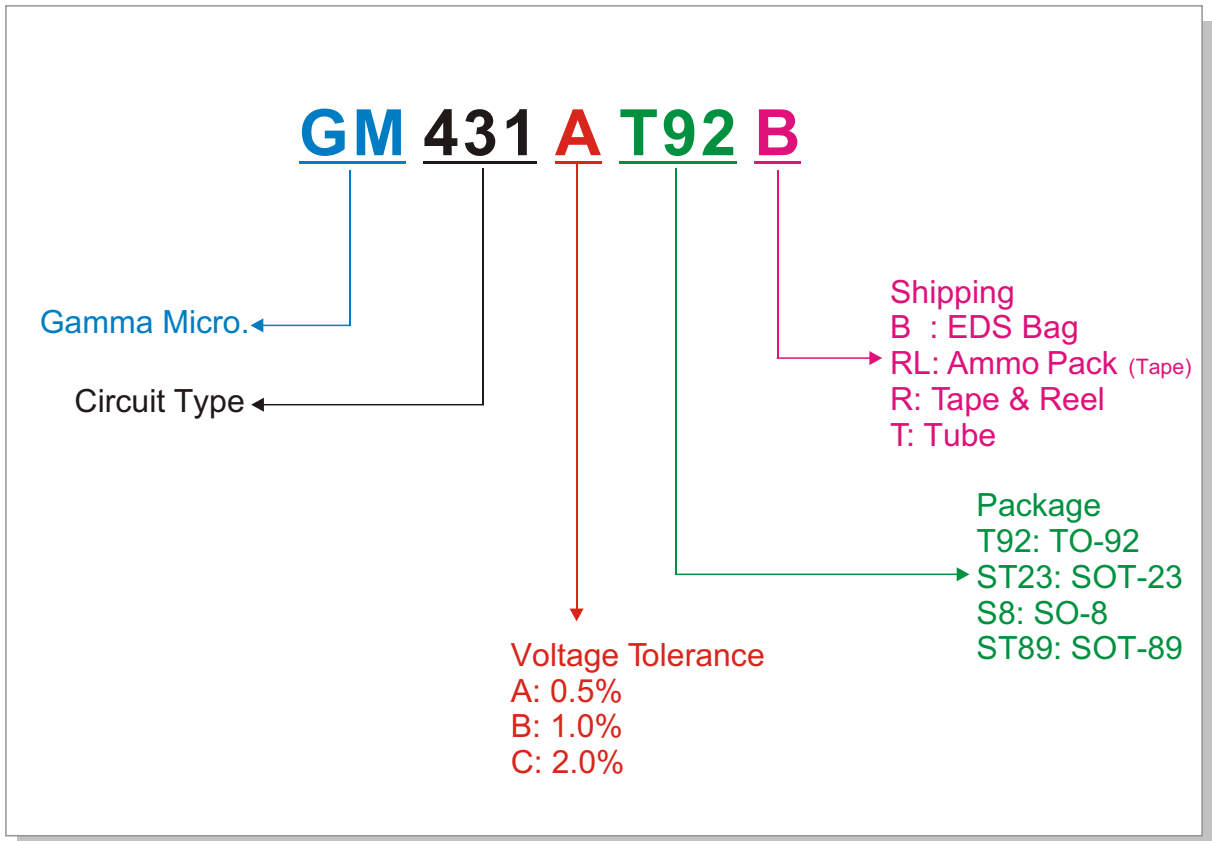 GM 431 A T92 B
Gamma Micro.
Circuit Type
Shipping
B : EDS Bag
RL: Ammo Pack (Tape)
R: Tape & Reel
T: Tube
Package
T92: TO-92
ST23: SOT-23
S8: SO-8
ST89: SOT-89
Voltage Tolerance
A: 0.5%
B: 1.0%
C: 2.0%